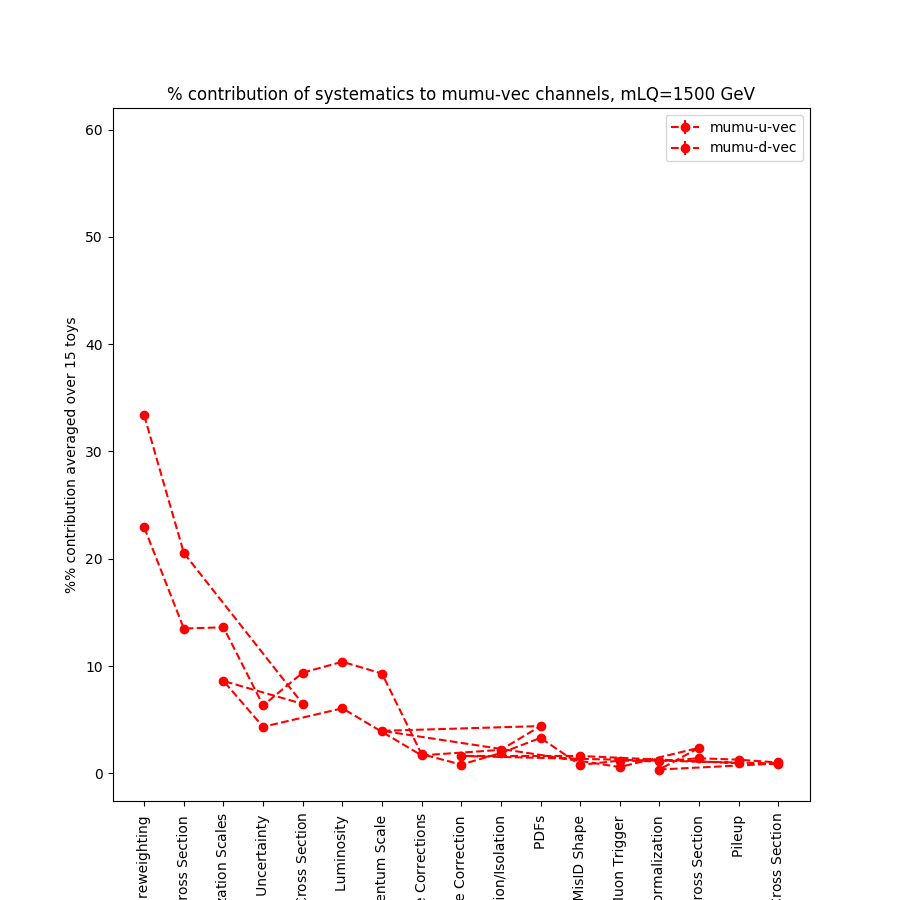 % contribution of systematics to mumu-vec channels, mLQ=1500 GeV
mumu-u-vec
mumu-d-vec
%% contribution averaged over 15 toys
60
50
40
30
20
10
0
reweighting
ross Section
zation Scales
Uncertainty
Cross Section
Luminosity
entum Scale
e Corrections
e Correction
ion/Isolation
PDFs
MisID Shape
luon Trigger
ormalization
ross Section
Pileup
Cross Section